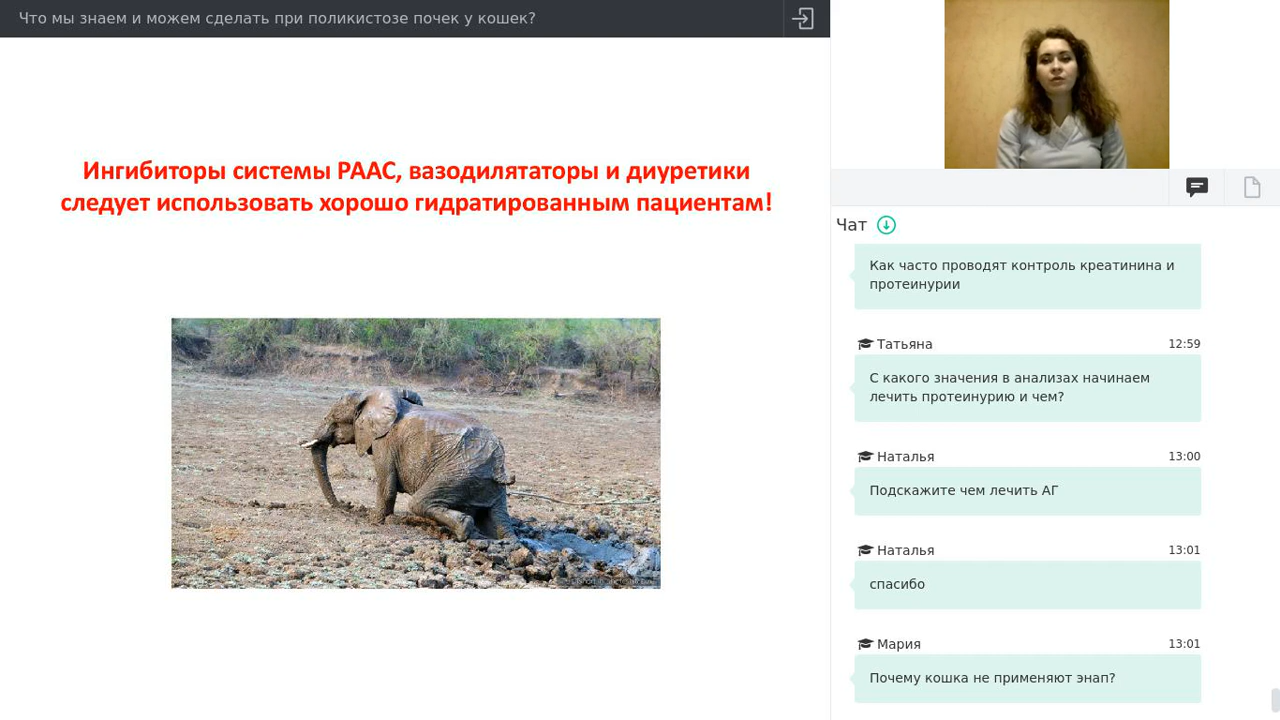 Что мы знаем и можем сделать при поликистозе почек у кошек?
Ингибиторы системы РААС, вазодилятаторы и диуретики
следует использовать хорошо гидратированным пациентам!
Чат
Как часто проводят контроль креатинина и
протеинурии
Татьяна 12:59
С какого значения в анализах начинаем
лечить протеинурию и чем?
Наталья 13:00
Подскажите чем лечить АГ
Наталья 13:01
спасибо
Мария 13:01
Почему кошка не применяют энап?